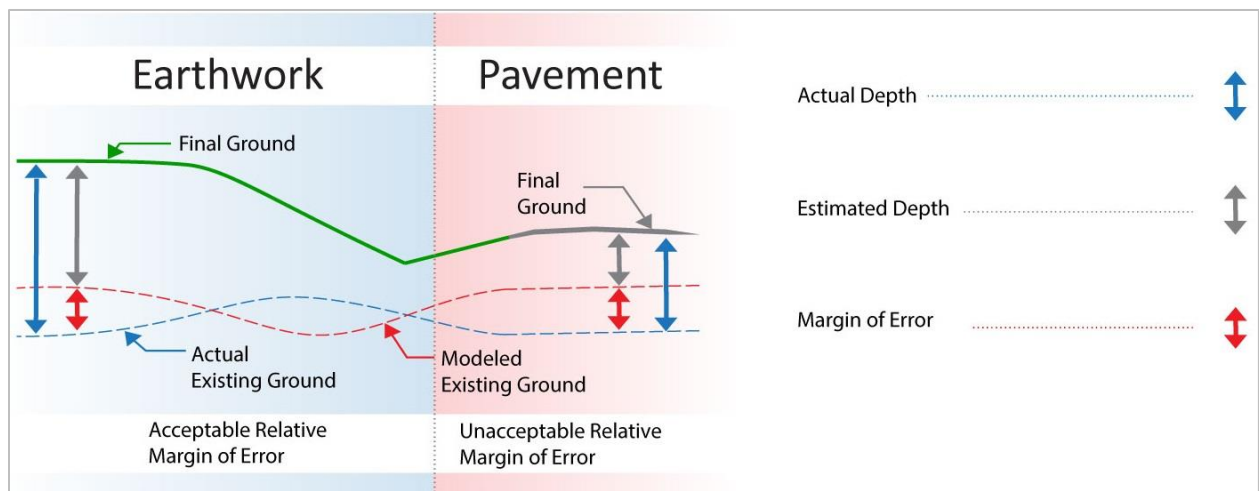 Earthwork
Pavement
Final Ground
Final
Ground
Actual
Existing Ground
Modeled
Existing Ground
Acceptable Relative
Margin of Error
Unacceptable Relative
Margin of Error
Actual Depth
Estimated Depth
Margin of Error